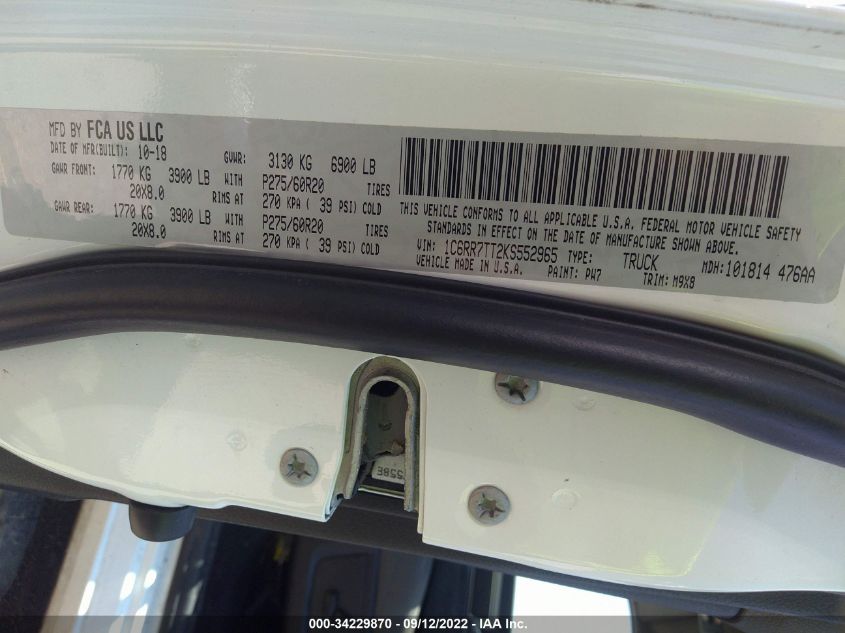 MFD BY FCA US LLC
DATE OF MFR(BUILT): 10-18 GVWR: 3130 KG 6900 LB
GAWR FRONT: 1770 KG 3900 LB WITH P275/60R20 TIRES
20X8.0 RIMS AT 270 KPA ( 39 PSI) COLD
GAWR REAR: 1770 KG 3900 LB WITH P275/60R20 TIRES
20X8.0 RIMS AT 270 KPA ( 39 PSI) COLD
THIS VEHICLE CONFORMS TO ALL APPLICABLE U.S.A. FEDERAL MOTOR VEHICLE SAFETY
STANDARDS IN EFFECT ON THE DATE OF MANUFACTURE SHOWN ABOVE.
VIN: 1C6RR7TT2KS552965 TYPE: TRUCK MDH: 101814 476AA
VEHICLE MADE IN U.S.A. PAINT: PW7 TRIM: M9X8
000-34229870 - 09/12/2022 - IAA Inc.